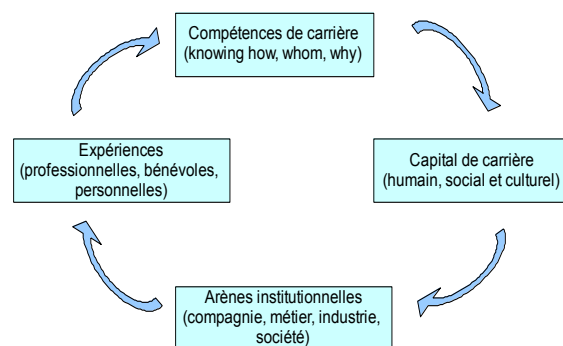 Compétences de carrière
(knowing how, whom, why)
Expériences
(professionnelles, bénévoles,
personnelles)
Capital de carrière
(humain, social et culturel)
Arènes institutionnelles
(compagnie, métier, industrie,
société)